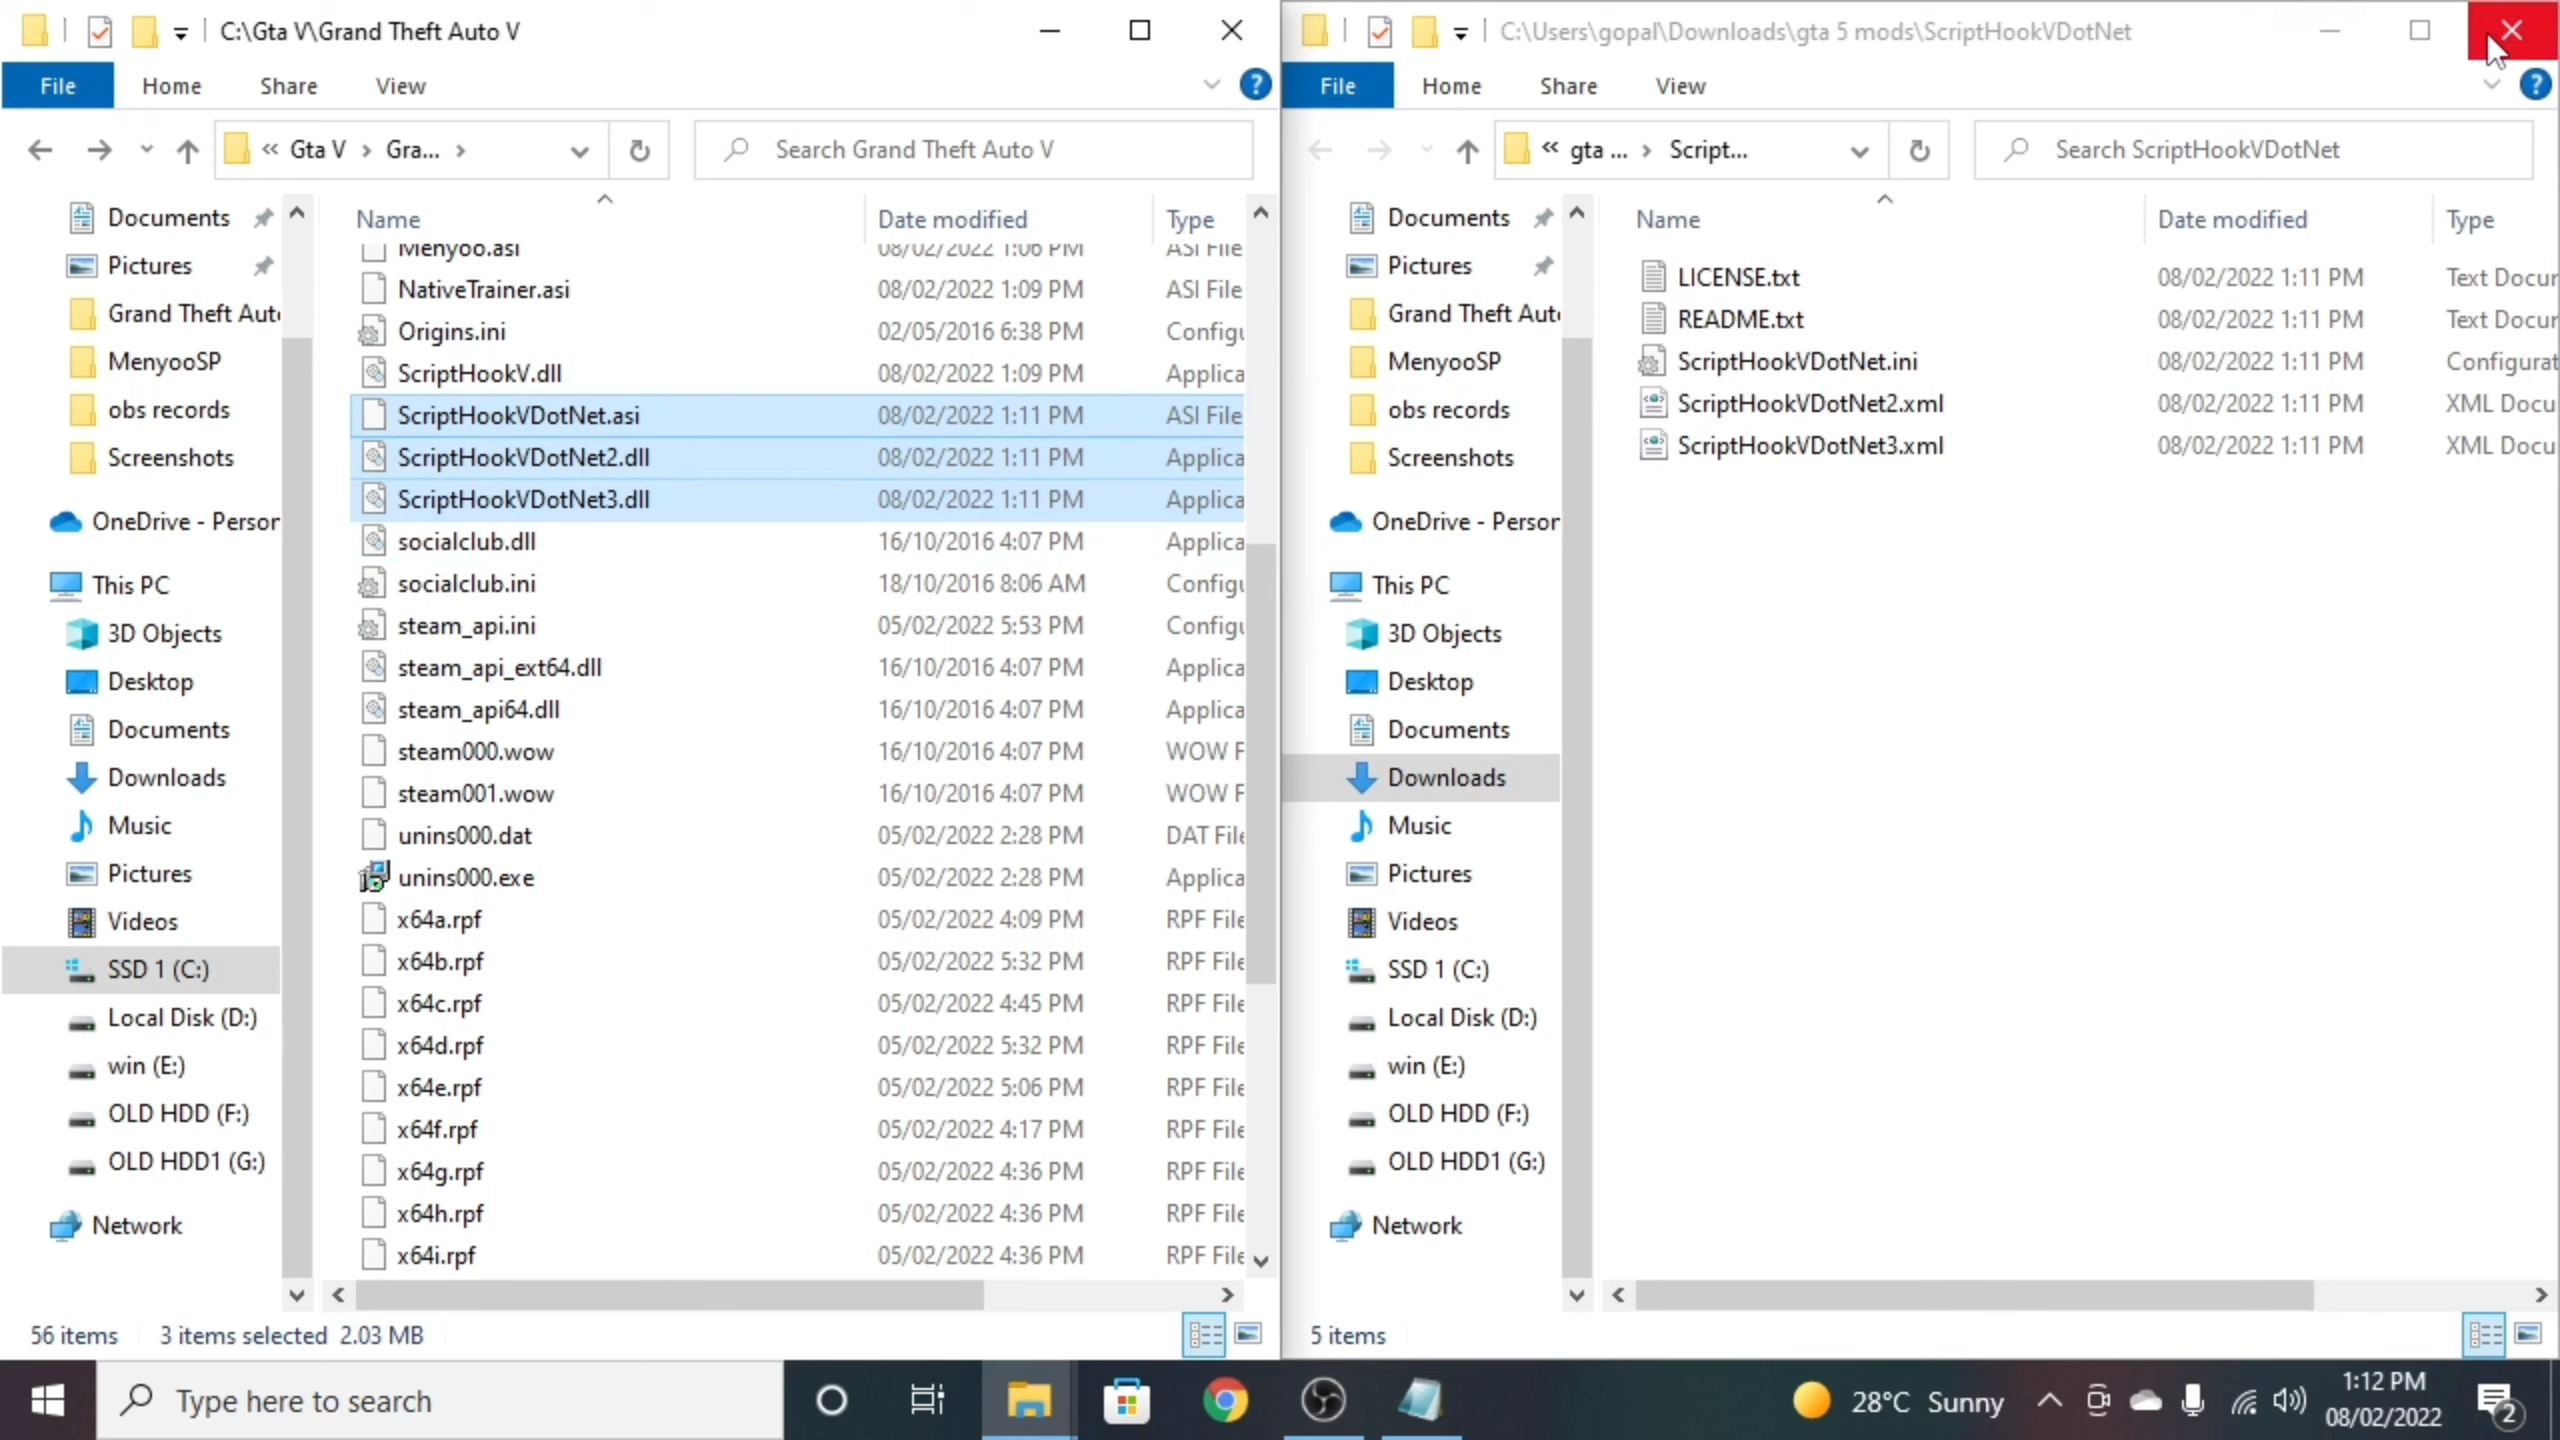 C:\Gta V\Grand Theft Auto V
File Home Share View
Gta V Gra...
Search Grand Theft Auto V
Documents
Pictures
Grand Theft Aut
MenyooSP
obs records
Screenshots
OneDrive - Person
This PC
3D Objects
Desktop
Documents
Downloads
Music
Pictures
Videos
SSD 1 (C:)
Local Disk (D:)
win (E:)
OLD HDD (F:)
OLD HDD1 (G:)
Network
Name Date modified Type
Menyoo.asi 08/02/2022 1:06 PM ASI File
NativeTrainer.asi 08/02/2022 1:09 PM ASI File
Origins.ini 02/05/2016 6:38 PM Configu
ScriptHookV.dll 08/02/2022 1:09 PM Applica
ScriptHookVDotNet.asi 08/02/2022 1:11 PM ASI File
ScriptHookVDotNet2.dll 08/02/2022 1:11 PM Applica
ScriptHookVDotNet3.dll 08/02/2022 1:11 PM Applica
socialclub.dll 16/10/2016 4:07 PM Applica
socialclub.ini 18/10/2016 8:06 AM Configu
steam_api.ini 05/02/2022 5:53 PM Configu
steam_api_ext64.dll 16/10/2016 4:07 PM Applica
steam_api64.dll 16/10/2016 4:07 PM Applica
steam000.wow 16/10/2016 4:07 PM WOW F
steam001.wow 16/10/2016 4:07 PM WOW F
unins000.dat 05/02/2022 2:28 PM DAT File
unins000.exe 05/02/2022 2:28 PM Applica
x64a.rpf 05/02/2022 4:09 PM RPF File
x64b.rpf 05/02/2022 5:32 PM RPF File
x64c.rpf 05/02/2022 4:45 PM RPF File
x64d.rpf 05/02/2022 5:32 PM RPF File
x64e.rpf 05/02/2022 5:06 PM RPF File
x64f.rpf 05/02/2022 4:17 PM RPF File
x64g.rpf 05/02/2022 4:36 PM RPF File
x64h.rpf 05/02/2022 4:36 PM RPF File
x64i.rpf 05/02/2022 4:36 PM RPF File
56 items 3 items selected 2.03 MB
C:\Users\gopal\Downloads\gta 5 mods\ScriptHookVDotNet
File Home Share View
gta ... Script...
Search ScriptHookVDotNet
Documents
Pictures
Grand Theft Aut
MenyooSP
obs records
Screenshots
OneDrive - Person
This PC
3D Objects
Desktop
Documents
Downloads
Music
Pictures
Videos
SSD 1 (C:)
Local Disk (D:)
win (E:)
OLD HDD (F:)
OLD HDD1 (G:)
Network
Name Date modified Type
LICENSE.txt 08/02/2022 1:11 PM Text Docur
README.txt 08/02/2022 1:11 PM Text Docur
ScriptHookVDotNet.ini 08/02/2022 1:11 PM Configurat
ScriptHookVDotNet2.xml 08/02/2022 1:11 PM XML Docu
ScriptHookVDotNet3.xml 08/02/2022 1:11 PM XML Docu
5 items
Type here to search
28°C Sunny
1:12 PM
08/02/2022
2